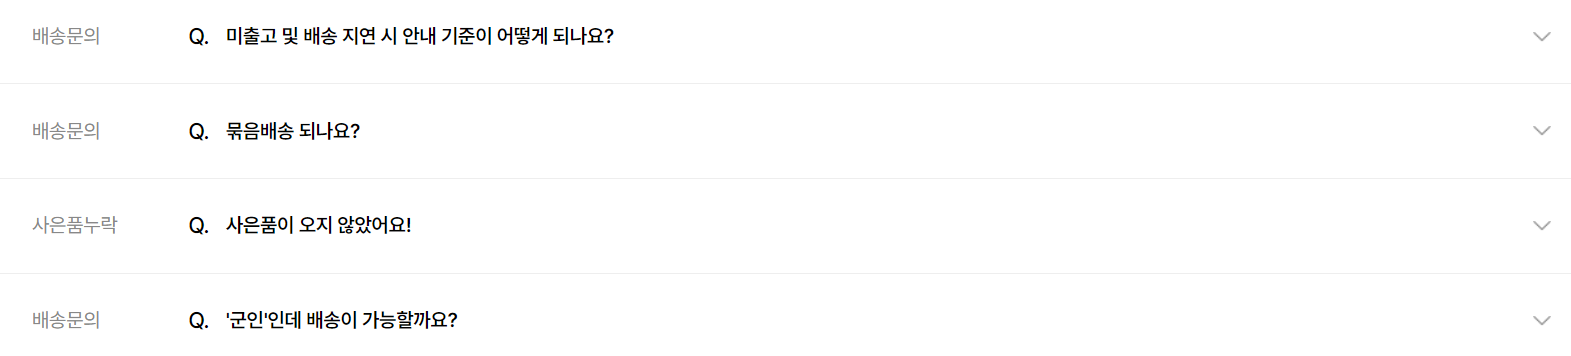 배송문의 Q. 미출고 및 배송 지연 시 안내 기준이 어떻게 되나요?
배송문의 Q. 묶음배송 되나요?
사은품누락 Q. 사은품이 오지 않았어요!
배송문의 Q. '군인'인데 배송이 가능할까요?